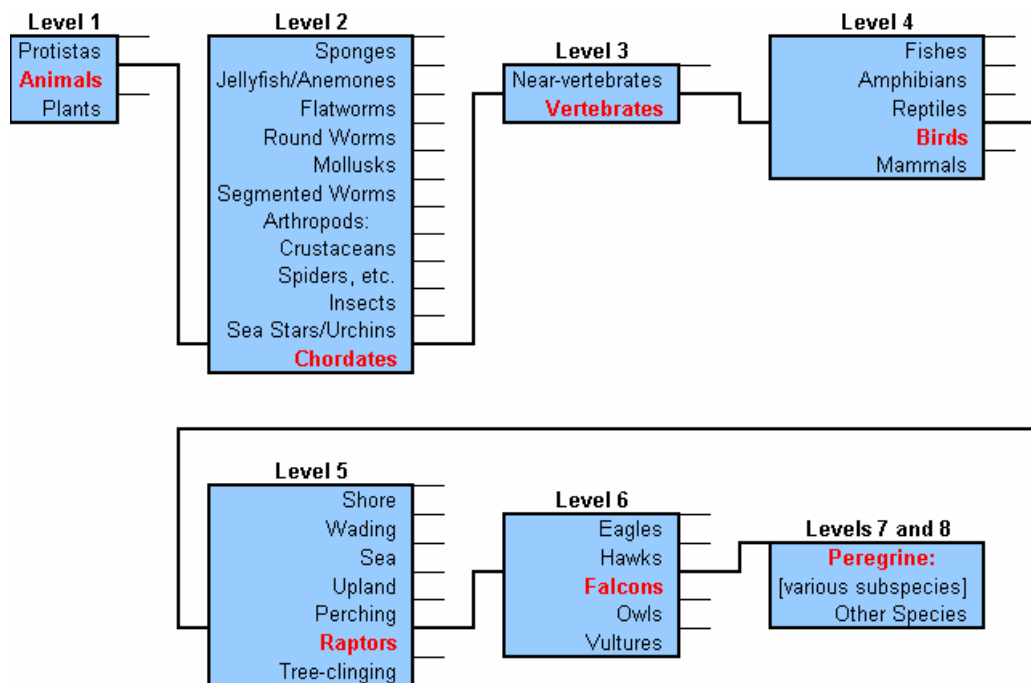 Level 1
Protistas
Animals
Plants
Level 2
Sponges
Jellyfish/Anemones
Flatworms
Round Worms
Mollusks
Segmented Worms
Arthropods:
Crustaceans
Spiders, etc.
Insects
Sea Stars/Urchins
Chordates
Level 3
Near-vertebrates
Vertebrates
Level 4
Fishes
Amphibians
Reptiles
Birds
Mammals
Level 5
Shore
Wading
Sea
Upland
Perching
Raptors
Tree-clinging
Level 6
Eagles
Hawks
Falcons
Owls
Vultures
Levels 7 and 8
Peregrine:
[various subspecies]
Other Species